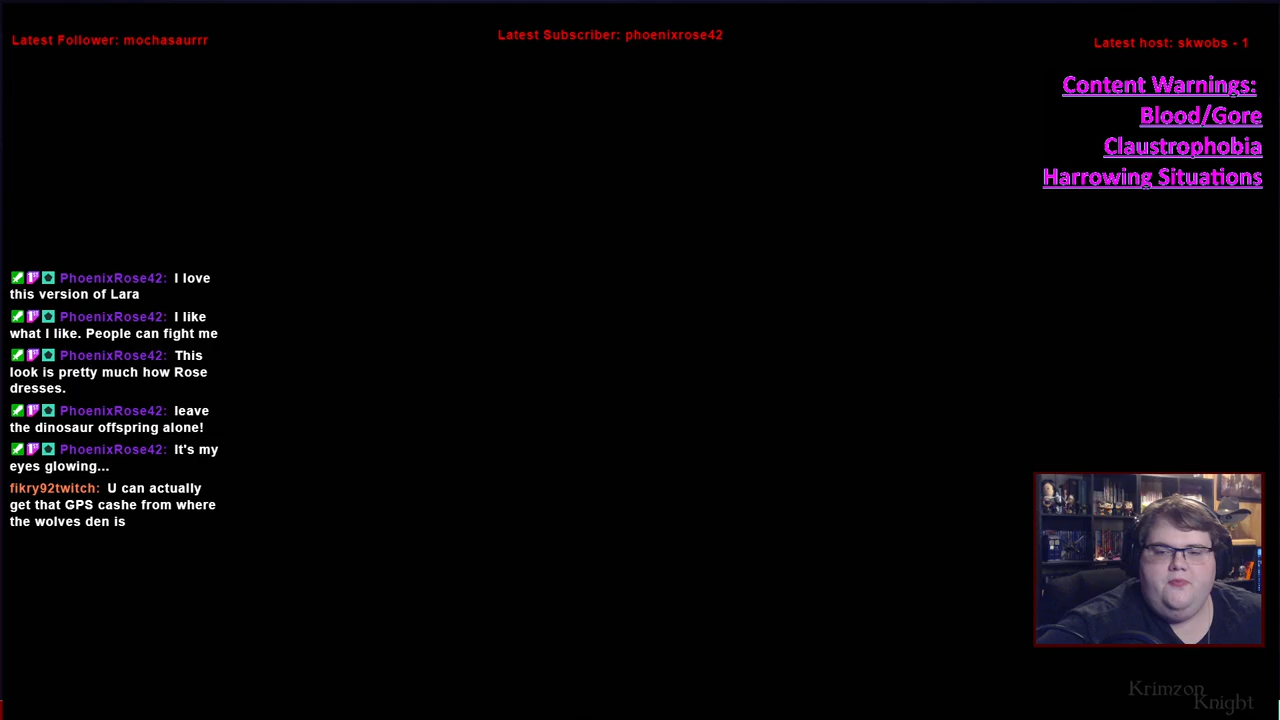 Latest Follower: mochasaurrr
Latest Subscriber: phoenixrose42
Latest host: skwobs - 1
Content Warnings:
Blood/Gore
Claustrophobia
Harrowing Situations
PhoenixRose42: I love
this version of Lara
PhoenixRose42: I like
what I like. People can fight me
PhoenixRose42: This
look is pretty much how Rose
dresses.
PhoenixRose42: leave
the dinosaur offspring alone!
PhoenixRose42: It's my
eyes glowing...
fikry92twitch: U can actually
get that GPS cashe from where
the wolves den is
Krimzon
Knight